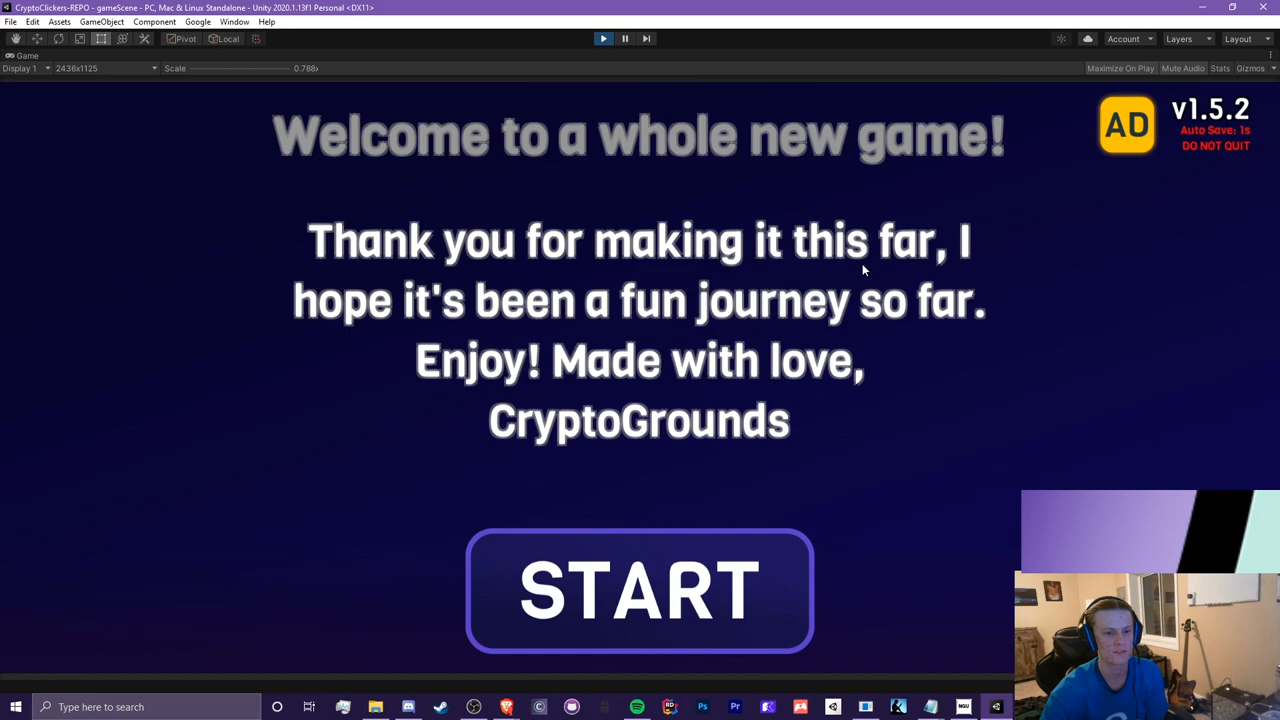 CryptoClickers-REPO - gameScene - PC, Mac & Linux Standalone - Unity 2020.1.13f1 Personal <DX11>
File Edit Assets GameObject Component Google Window Help
Pivot Local Account Layers Layout
Game
Display 1 2436x1125 Scale 0.788x Maximize On Play Mute Audio Stats Gizmos
Welcome to a whole new game!
AD
v1.5.2
Auto Save: 1s
DO NOT QUIT
Thank you for making it this far, I
hope it's been a fun journey so far.
Enjoy! Made with love,
CryptoGrounds
START
Type here to search
RD
Ps
Pr
NGU